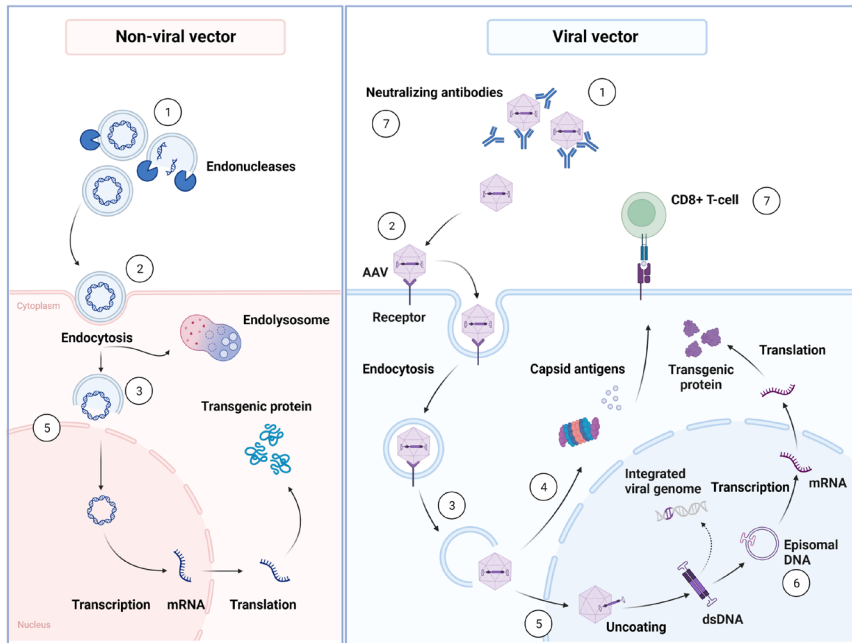 Non-viral vector
1
Endonucleases
2
Cytoplasm
Endocytosis
Endolysosome
3
Transgenic protein
5
Transcription
mRNA
Translation
Nucleus
Viral vector
Neutralizing antibodies
1
7
CD8+ T-cell
7
2
AAV
Receptor
Endocytosis
Capsid antigens
Transgenic
protein
Translation
3
4
Integrated
viral genome
Transcription
mRNA
Episomal
DNA
6
5
Uncoating
dsDNA